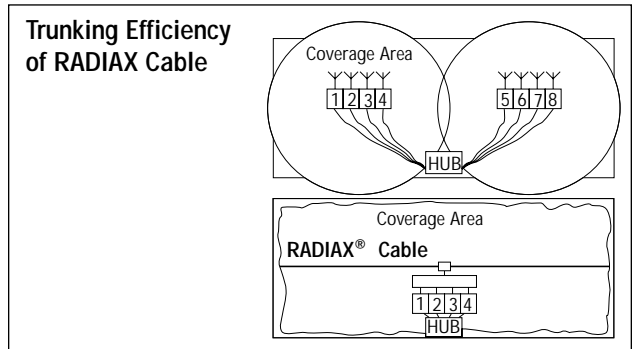 Trunking Efficiency
of RADIAX Cable
Coverage Area
1 2 3 4
5 6 7 8
HUB
Coverage Area
RADIAX® Cable
1 2 3 4
HUB